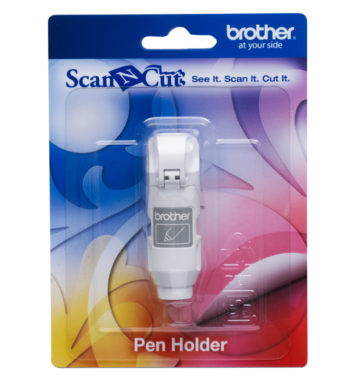 brother
at your side
ScanNCut. See It. Scan It. Cut It.
brother
Pen Holder